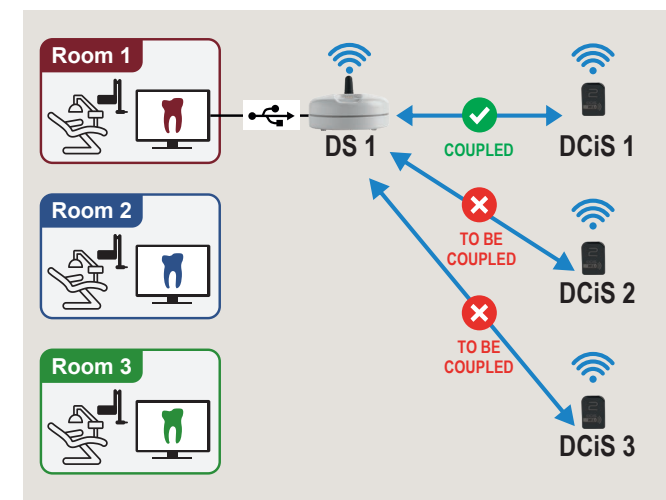 Room 1
DS 1
COUPLED
DCiS 1
Room 2
TO BE
COUPLED
DCiS 2
Room 3
TO BE
COUPLED
DCiS 3